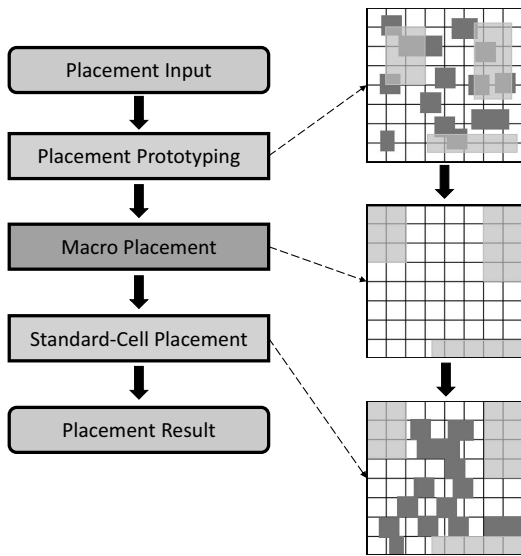 Placement Input
Placement Prototyping
Macro Placement
Standard-Cell Placement
Placement Result